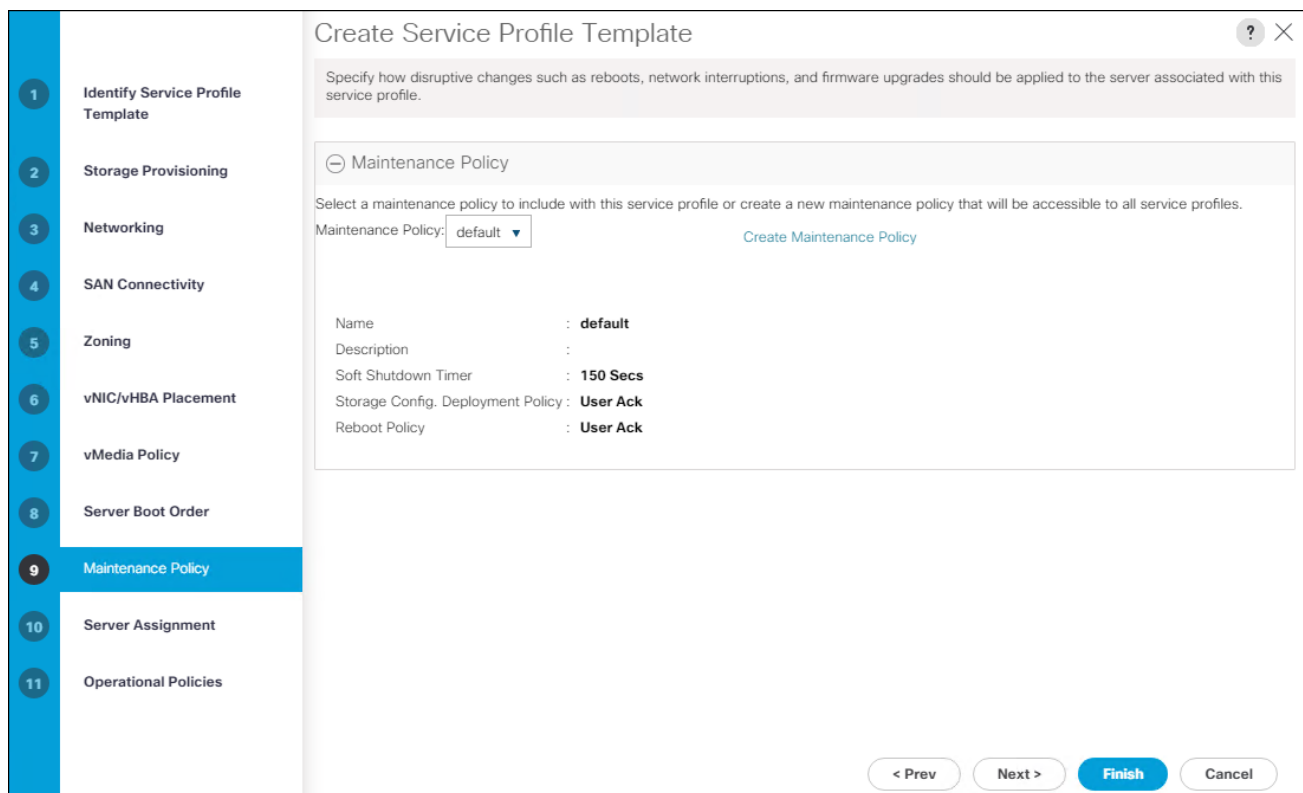 Create Service Profile Template
?
Specify how disruptive changes such as reboots, network interruptions, and firmware upgrades should be applied to the server associated with this
service profile.
1
Identify Service Profile
Template
2
Storage Provisioning
3
Networking
4
SAN Connectivity
5
Zoning
6
vNIC/vHBA Placement
7
vMedia Policy
8
Server Boot Order
9
Maintenance Policy
10
Server Assignment
11
Operational Policies
Maintenance Policy
Select a maintenance policy to include with this service profile or create a new maintenance policy that will be accessible to all service profiles.
Maintenance Policy: default ▼ Create Maintenance Policy
Name : default
Description :
Soft Shutdown Timer : 150 Secs
Storage Config. Deployment Policy : User Ack
Reboot Policy : User Ack
< Prev Next > Finish Cancel